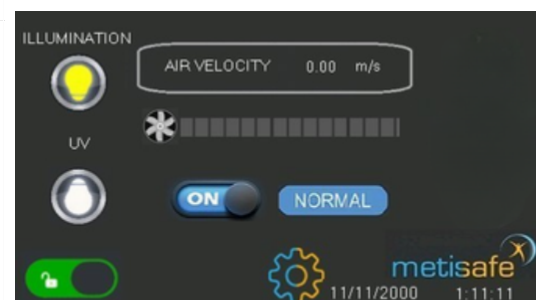 ILLUMINATION
AIR VELOCITY 0.00 m/s
UV
ON
NORMAL
metisafe
11/11/2000 1:11:11